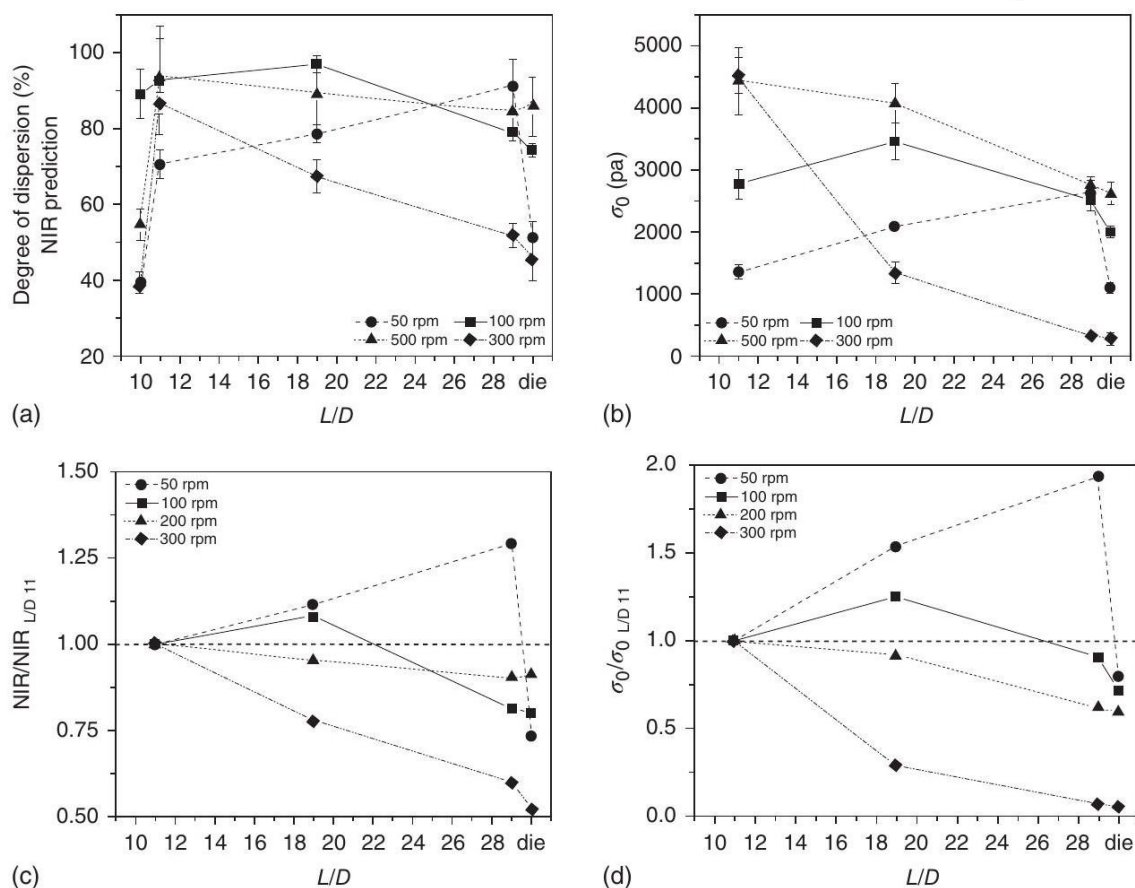 Degree of dispersion (%)
NIR prediction
100
80
60
40
20
50 rpm 100 rpm
500 rpm 300 rpm
10 12 14 16 18 20 22 24 26 28 die
(a) L/D
σ0 (pa)
5000
4000
3000
2000
1000
0
50 rpm 100 rpm
500 rpm 300 rpm
10 12 14 16 18 20 22 24 26 28 die
(b) L/D
NIR/NIR L/D 11
1.50
1.25
1.00
0.75
0.50
50 rpm
100 rpm
200 rpm
300 rpm
10 12 14 16 18 20 22 24 26 28 die
(c) L/D
σ0/σ0 L/D 11
2.0
1.5
1.0
0.5
0.0
50 rpm
100 rpm
200 rpm
300 rpm
10 12 14 16 18 20 22 24 26 28 die
(d) L/D